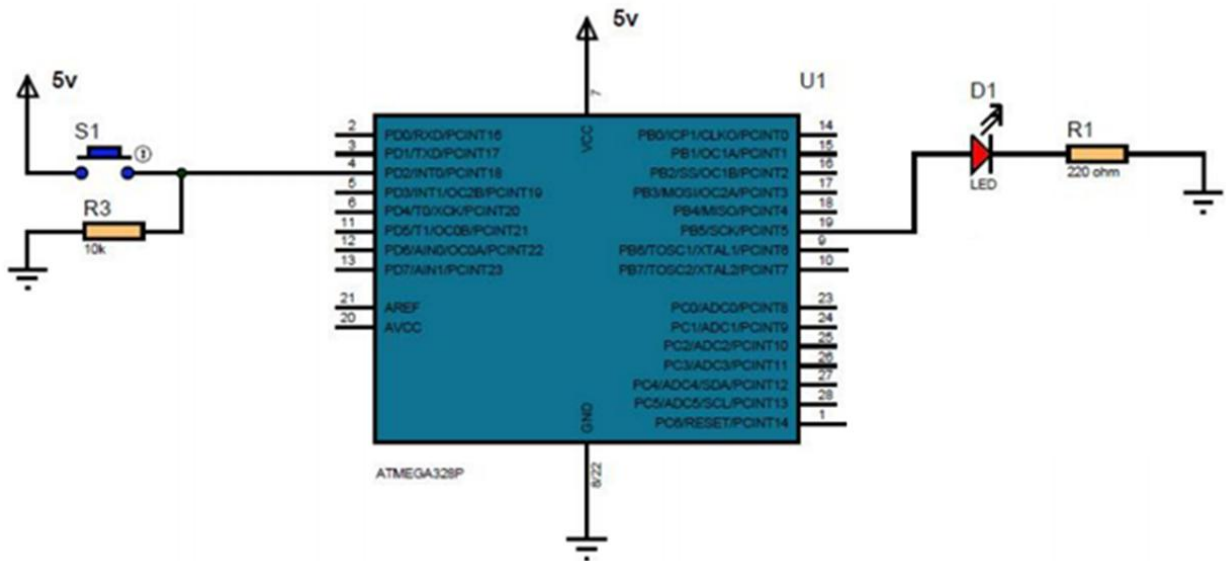 5v
5v
U1
D1
S1
R1
LED
220 ohm
R3
10k
7
VCC
2 PD0/RXD/PCINT16
3 PD1/TXD/PCINT17
4 PD2/INT0/PCINT18
5 PD3/INT1/OC2B/PCINT19
6 PD4/T0/XCK/PCINT20
11 PD5/T1/OC0B/PCINT21
12 PD6/AIN0/OC0A/PCINT22
13 PD7/AIN1/PCINT23
21 AREF
20 AVCC
PB0/ICP1/CLKO/PCINT0 14
PB1/OC1A/PCINT1 15
PB2/SS/OC1B/PCINT2 16
PB3/MOSI/OC2A/PCINT3 17
PB4/MISO/PCINT4 18
PB5/SCK/PCINT5 19
PB6/TOSC1/XTAL1/PCINT6 9
PB7/TOSC2/XTAL2/PCINT7 10
PC0/ADC0/PCINT8 23
PC1/ADC1/PCINT9 24
PC2/ADC2/PCINT10 25
PC3/ADC3/PCINT11 26
PC4/ADC4/SDA/PCINT12 27
PC5/ADC5/SCL/PCINT13 28
PC6/RESET/PCINT14 1
GND
8/22
ATMEGA328P